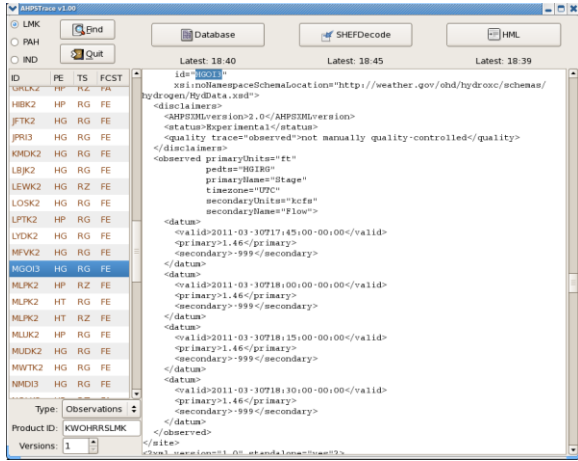 AHPSTrace v1.00
LMK
PAH
IND
Find
Quit
Database
SHEFDecode
HML
Latest: 18:40
Latest: 18:45
Latest: 18:39
ID PE TS FCST
GRLK2 HP RZ FA
HIBK2 HP RG FE
JFTK2 HG RG FE
JPRI3 HG RG FE
KMDK2 HG RG FE
LBJK2 HG RG FE
LEWK2 HG RZ FE
LOSK2 HG RG FE
LPTK2 HP RG FE
LYDK2 HG RG FE
MFVK2 HG RG FE
MGOI3 HG RG FE
MLPK2 HP RZ FE
MLPK2 HT RG FE
MLPK2 HT RZ FE
MLUK2 HP RG FE
MUDK2 HG RG FE
MWTK2 HG RG FE
NMDI3 HG RG FE
Type: Observations
Product ID: KWOHRRSLMK
Versions: 1
id="MGOI3"
xsi:noNamespaceSchemaLocation="http://weather.gov/ohd/hydroxc/schemas/
hydrogen/HydData.xsd">
<disclaimers>
<AHPSXMLversion>2.0</AHPSXMLversion>
<status>Experimental</status>
<quality trace="observed">not manually quality-controlled</quality>
</disclaimers>
<observed primaryUnits="ft"
pedts="HGIRG"
primaryName="Stage"
timezone="UTC"
secondaryUnits="kcfs"
secondaryName="Flow">
<datum>
<valid>2011-03-30T17:45:00-00:00</valid>
<primary>1.46</primary>
<secondary>-999</secondary>
</datum>
<datum>
<valid>2011-03-30T18:00:00-00:00</valid>
<primary>1.46</primary>
<secondary>-999</secondary>
</datum>
<datum>
<valid>2011-03-30T18:15:00-00:00</valid>
<primary>1.46</primary>
<secondary>-999</secondary>
</datum>
<datum>
<valid>2011-03-30T18:30:00-00:00</valid>
<primary>1.46</primary>
<secondary>-999</secondary>
</datum>
</observed>
</site>
<?xml version="1.0" standalone="yes"?>